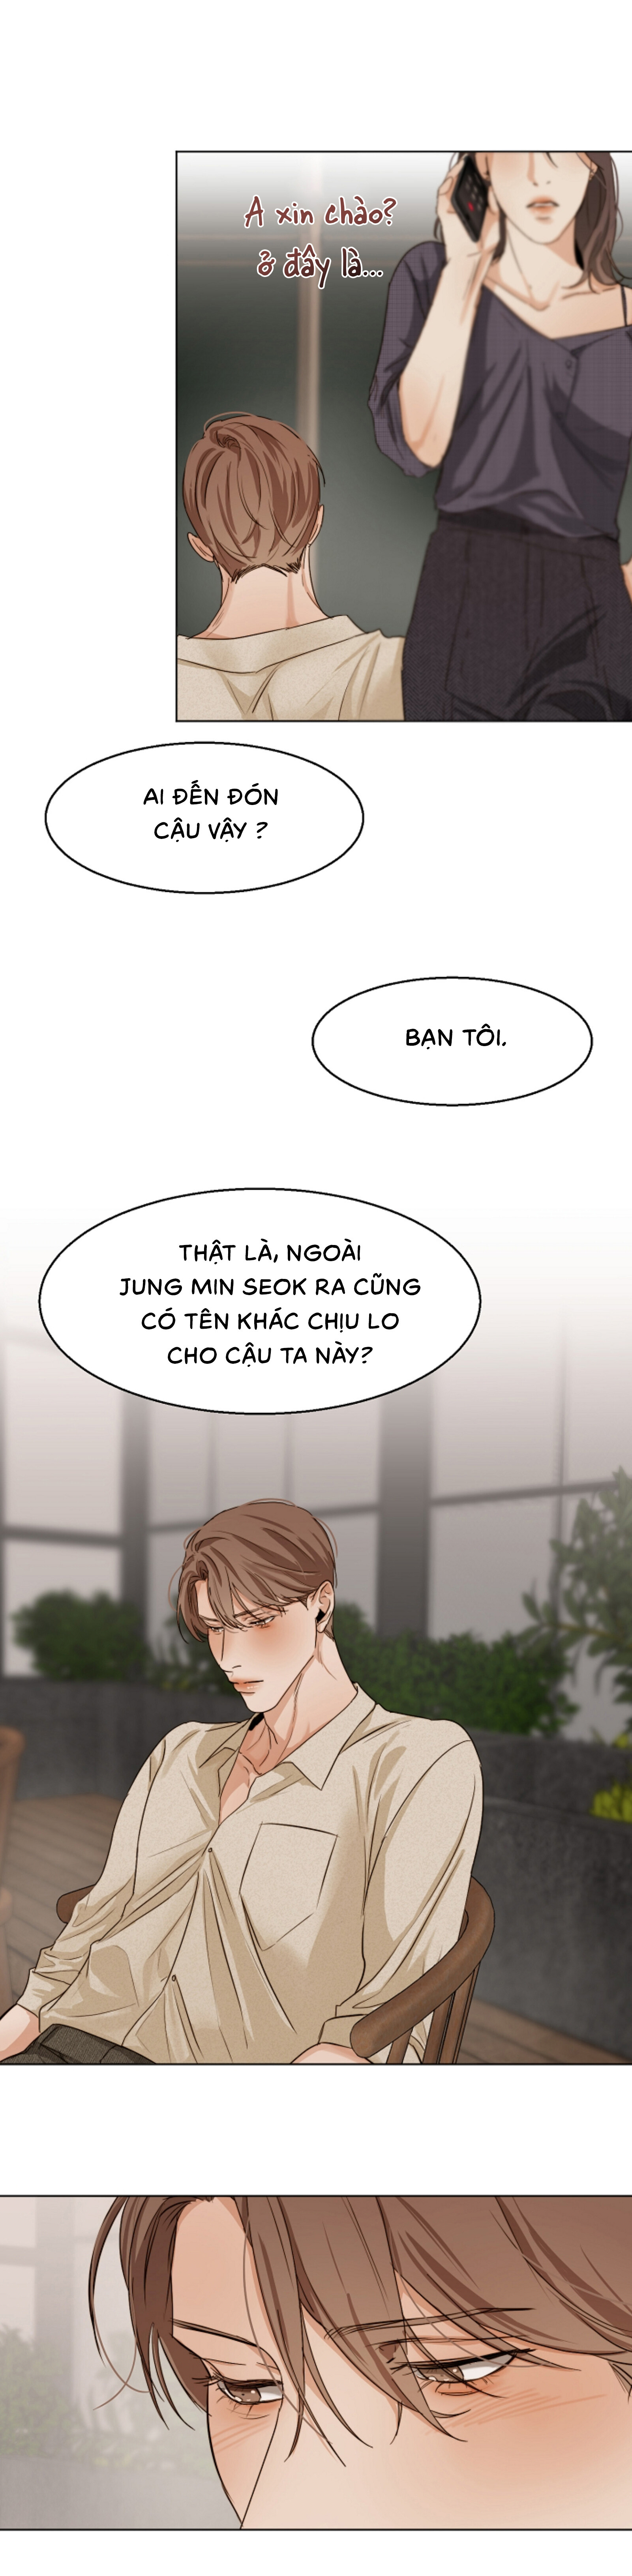 A xin chào?
ở đây là...
AI ĐẾN ĐÓN
CẬU VẬY ?
BẠN TÔI.
THẬT LÀ, NGOÀI
JUNG MIN SEOK RA CŨNG
CÓ TÊN KHÁC CHỊU LO
CHO CẬU TA NÀY?